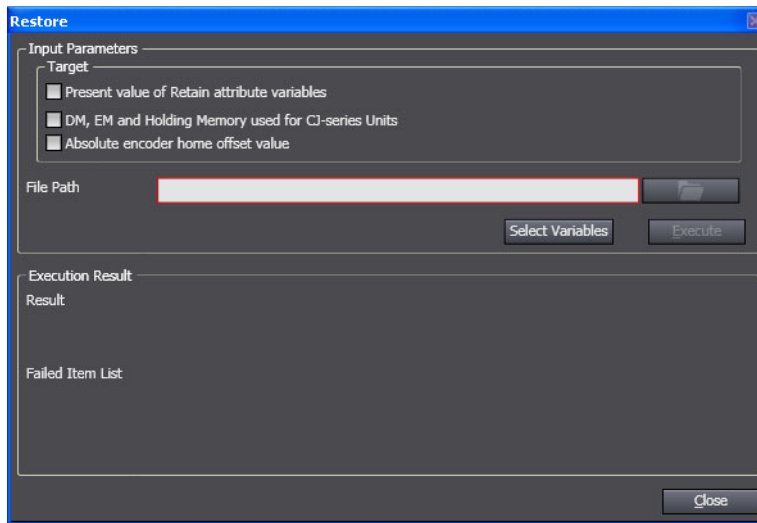 Restore
Input Parameters
Target
Present value of Retain attribute variables
DM, EM and Holding Memory used for CJ-series Units
Absolute encoder home offset value
File Path
Select Variables Execute
Execution Result
Result
Failed Item List
Close